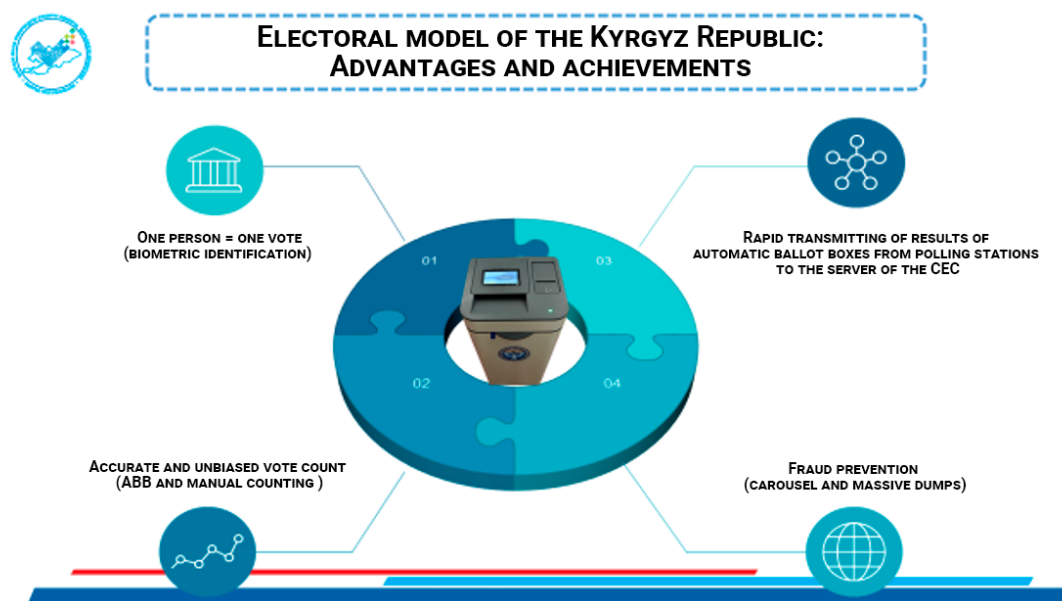 Electoral model of the Kyrgyz Republic:
Advantages and achievements
One person = one vote
(biometric identification)
Rapid transmitting of results of
automatic ballot boxes from polling stations
to the server of the CEC
01
03
02
04
Accurate and unbiased vote count
(ABB and manual counting )
Fraud prevention
(carousel and massive dumps)